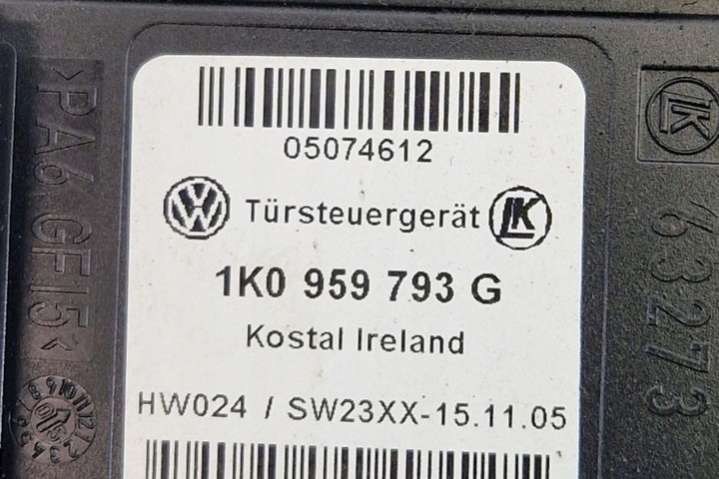 05074612
Türsteuergerät
1K0 959 793 G
Kostal Ireland
HW024 / SW23XX-15.11.05
>PA6 GF15<
63273